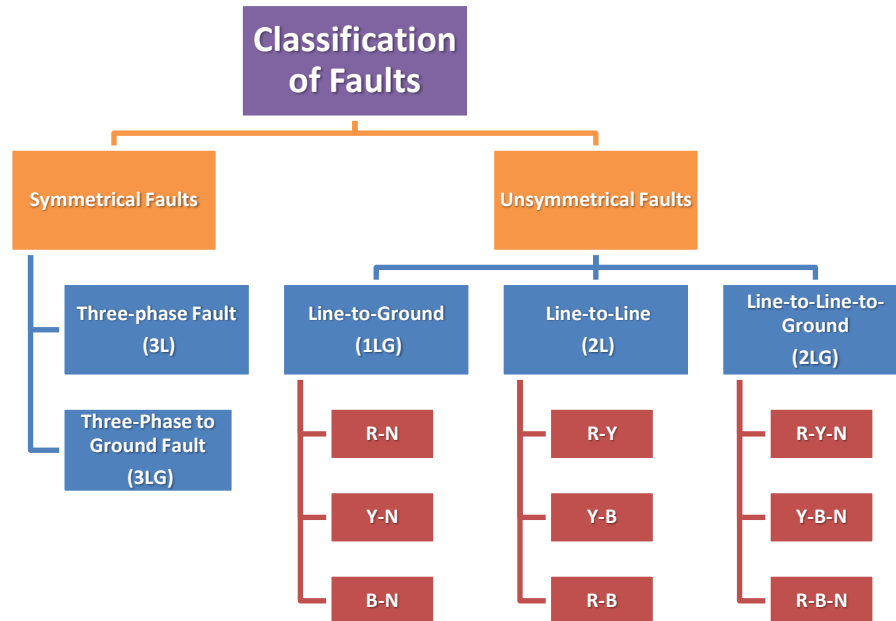 Classification
of Faults
Symmetrical Faults
Unsymmetrical Faults
Three-phase Fault
(3L)
Three-Phase to
Ground Fault
(3LG)
Line-to-Ground
(1LG)
R-N
Y-N
B-N
Line-to-Line
(2L)
R-Y
Y-B
R-B
Line-to-Line-to-
Ground
(2LG)
R-Y-N
Y-B-N
R-B-N